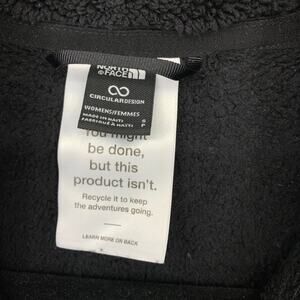 NORTH
FACE
CIRCULARDESIGN
WOMENS/FEMMES
MADE IN HAITI
FABRIQUÉ À HAITI
S
P
You might
be done,
but this
product isn't.
Recycle it to keep
the adventures going.
LEARN MORE ON BACK